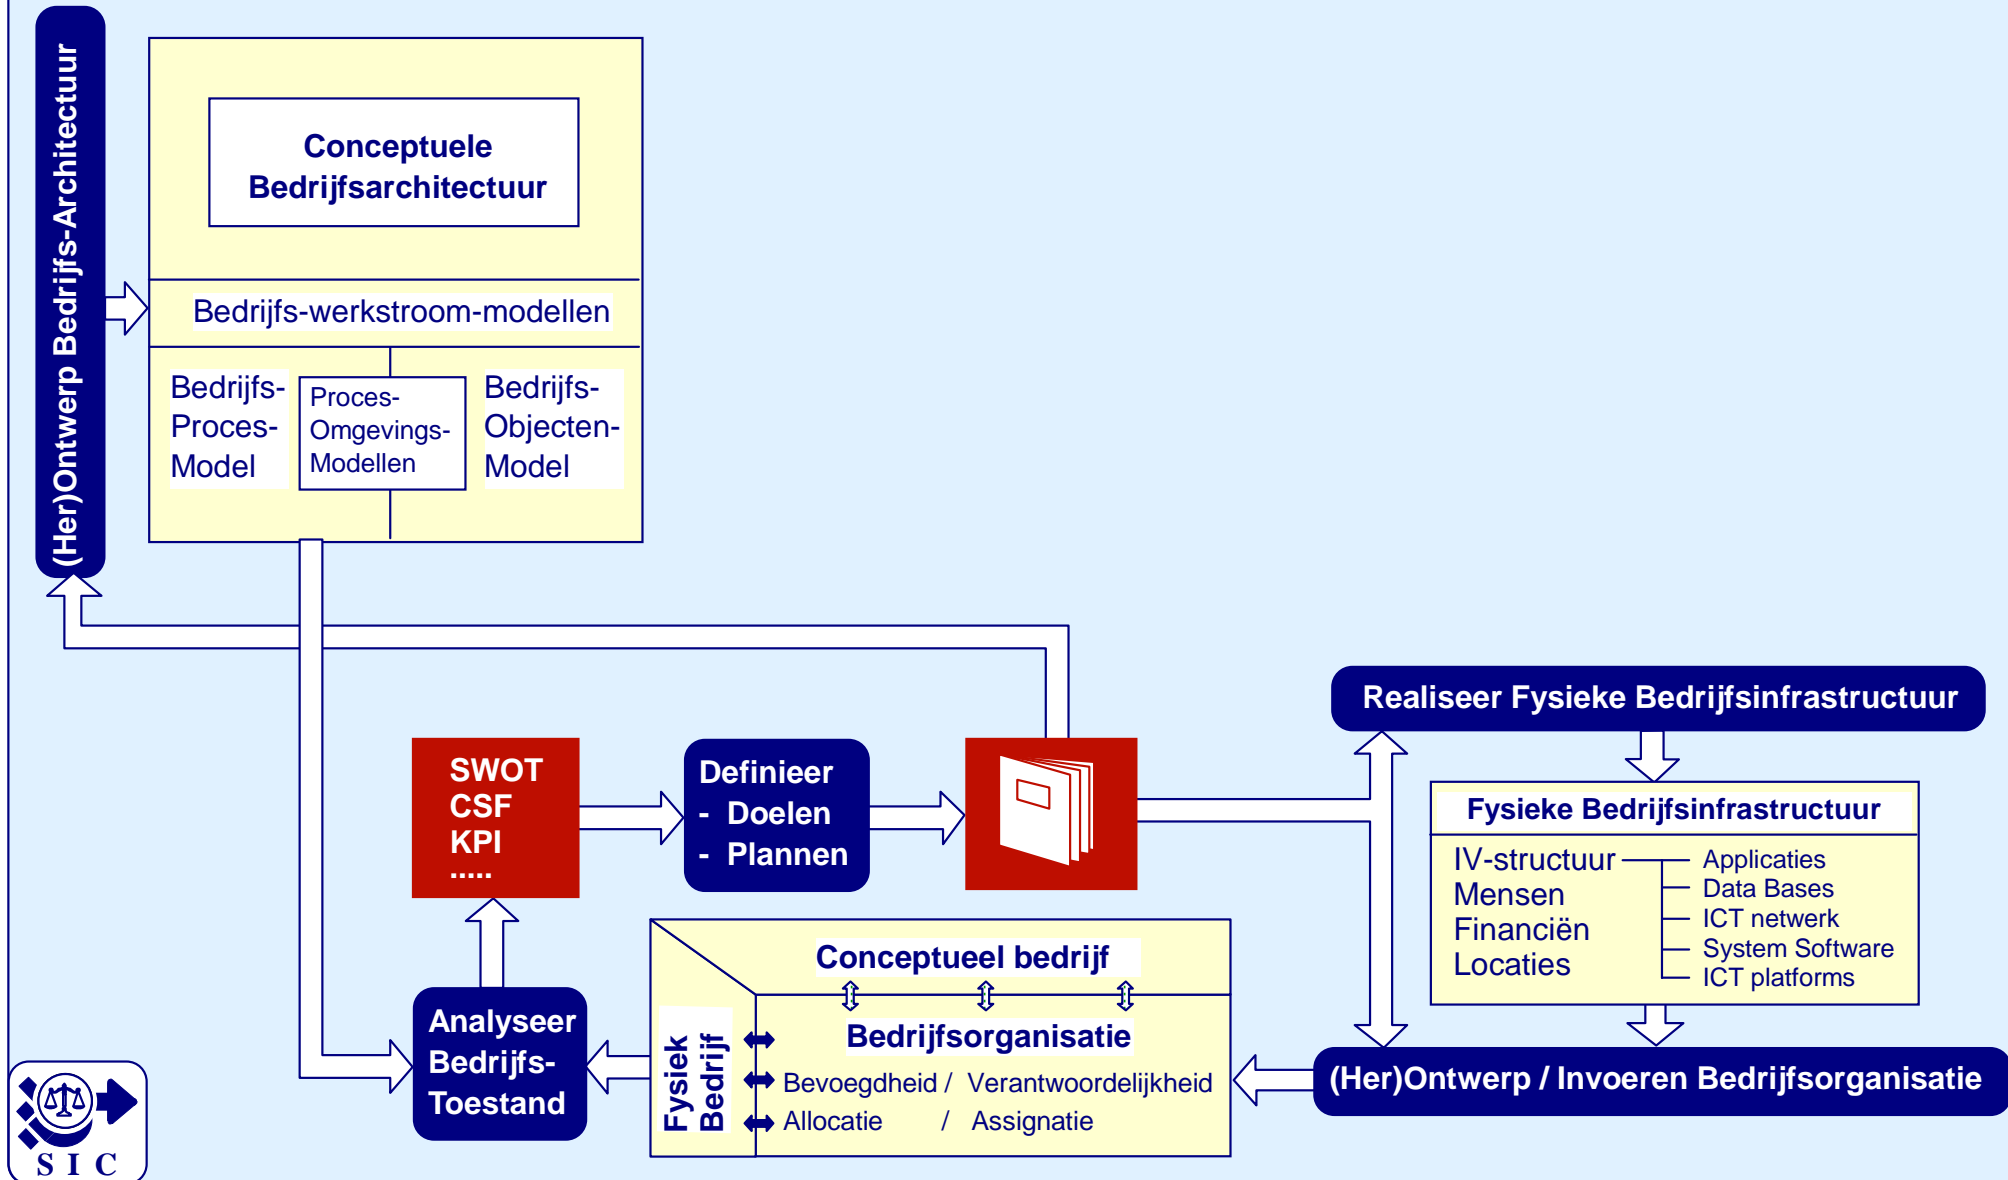 (Her)Ontwerp Bedrijfs-Architectuur
Conceptuele
Bedrijfsarchitectuur
Bedrijfs-werkstroom-modellen
Bedrijfs-
Proces-
Model
Proces-
Omgevings-
Modellen
Bedrijfs-
Objecten-
Model
SWOT
CSF
KPI
.....
Definieer
- Doelen
- Plannen
Realiseer Fysieke Bedrijfsinfrastructuur
Fysieke Bedrijfsinfrastructuur
IV-structuur
Mensen
Financiën
Locaties
Applicaties
Data Bases
ICT netwerk
System Software
ICT platforms
Analyseer
Bedrijfs-
Toestand
Fysiek
Bedrijf
Conceptueel bedrijf
Bedrijfsorganisatie
Bevoegdheid / Verantwoordelijkheid
Allocatie / Assignatie
(Her)Ontwerp / Invoeren Bedrijfsorganisatie
S I C